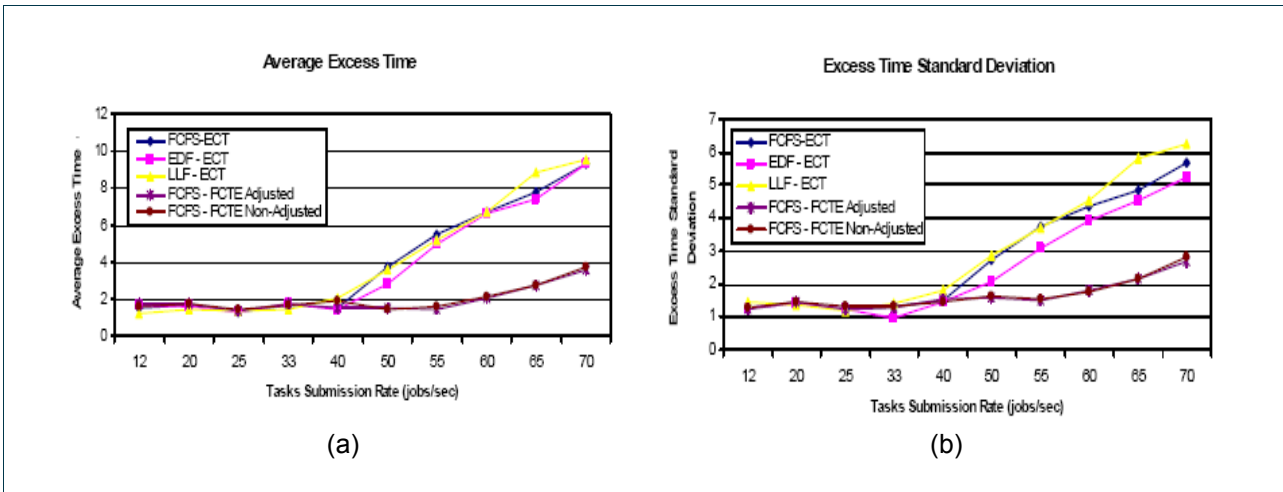 Average Excess Time
Average Excess Time
12
10
8
6
4
2
0
FCFS-ECT
EDF - ECT
LLF - ECT
FCFS - FCTE Adjusted
FCFS - FCTE Non-Adjusted
12 20 25 33 40 50 55 60 65 70
Tasks Submission Rate (jobs/sec)
(a)
Excess Time Standard Deviation
Excess Time Standard
Deviation
7
6
5
4
3
2
1
0
FCFS-ECT
EDF - ECT
LLF - ECT
FCFS - FCTE Adjusted
FCFS - FCTE Non-Adjusted
12 20 25 33 40 50 55 60 65 70
Tasks Submission Rate (jobs/sec)
(b)